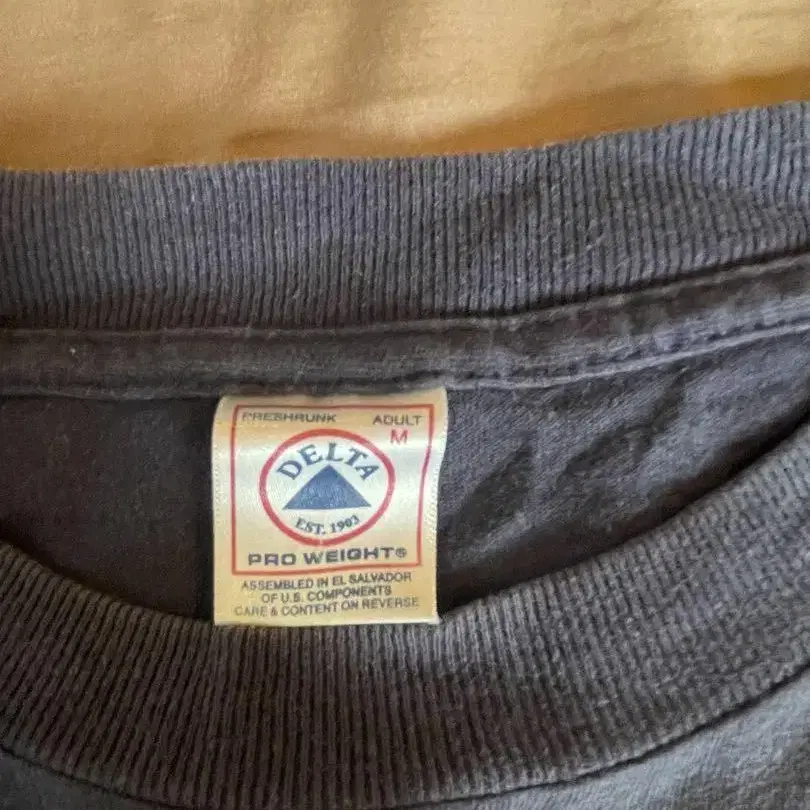 PRESHRUNK ADULT
M
DELTA
EST. 1903
PRO WEIGHT®
ASSEMBLED IN EL SALVADOR
OF U.S. COMPONENTS
CARE & CONTENT ON REVERSE